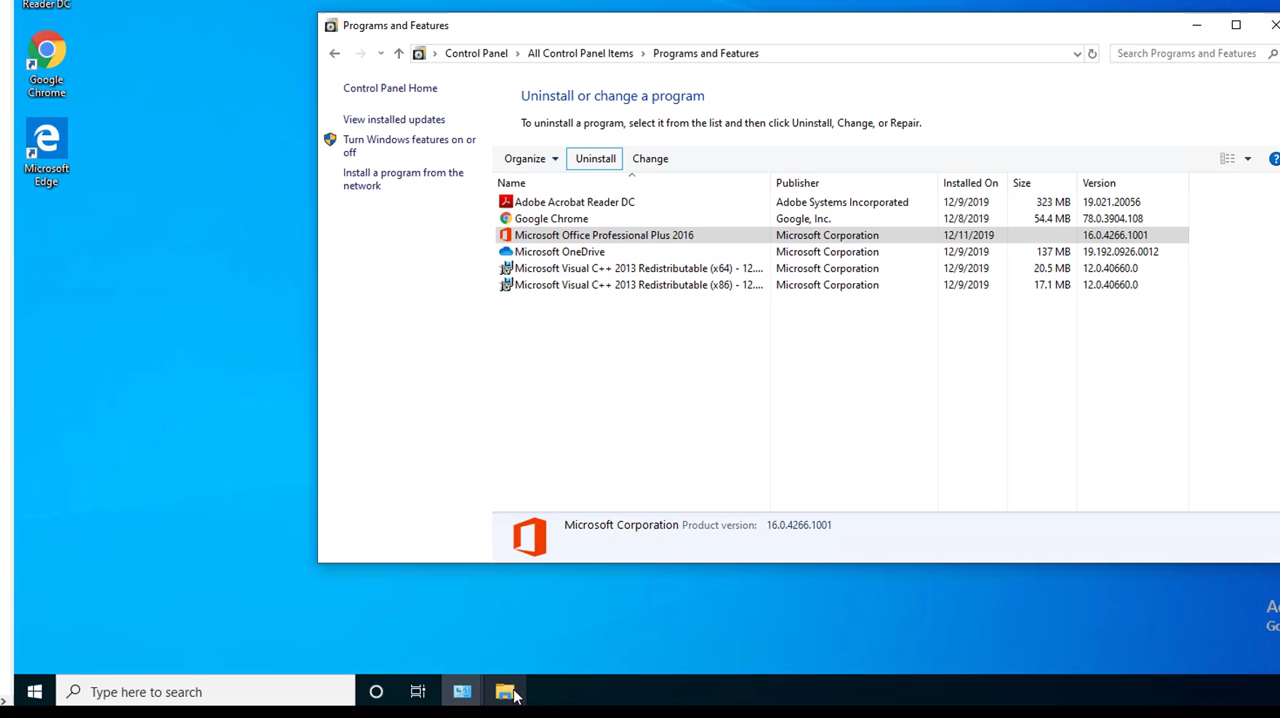 Reader DC
Google
Chrome
Microsoft
Edge
Programs and Features
Control Panel > All Control Panel Items > Programs and Features
Search Programs and Features
Control Panel Home
View installed updates
Turn Windows features on or
off
Install a program from the
network
Uninstall or change a program
To uninstall a program, select it from the list and then click Uninstall, Change, or Repair.
Organize Uninstall Change
Name Publisher Installed On Size Version
Adobe Acrobat Reader DC Adobe Systems Incorporated 12/9/2019 323 MB 19.021.20056
Google Chrome Google, Inc. 12/8/2019 54.4 MB 78.0.3904.108
Microsoft Office Professional Plus 2016 Microsoft Corporation 12/11/2019 16.0.4266.1001
Microsoft OneDrive Microsoft Corporation 12/9/2019 137 MB 19.192.0926.0012
Microsoft Visual C++ 2013 Redistributable (x64) - 12.... Microsoft Corporation 12/9/2019 20.5 MB 12.0.40660.0
Microsoft Visual C++ 2013 Redistributable (x86) - 12.... Microsoft Corporation 12/9/2019 17.1 MB 12.0.40660.0
Microsoft Corporation Product version: 16.0.4266.1001
Type here to search